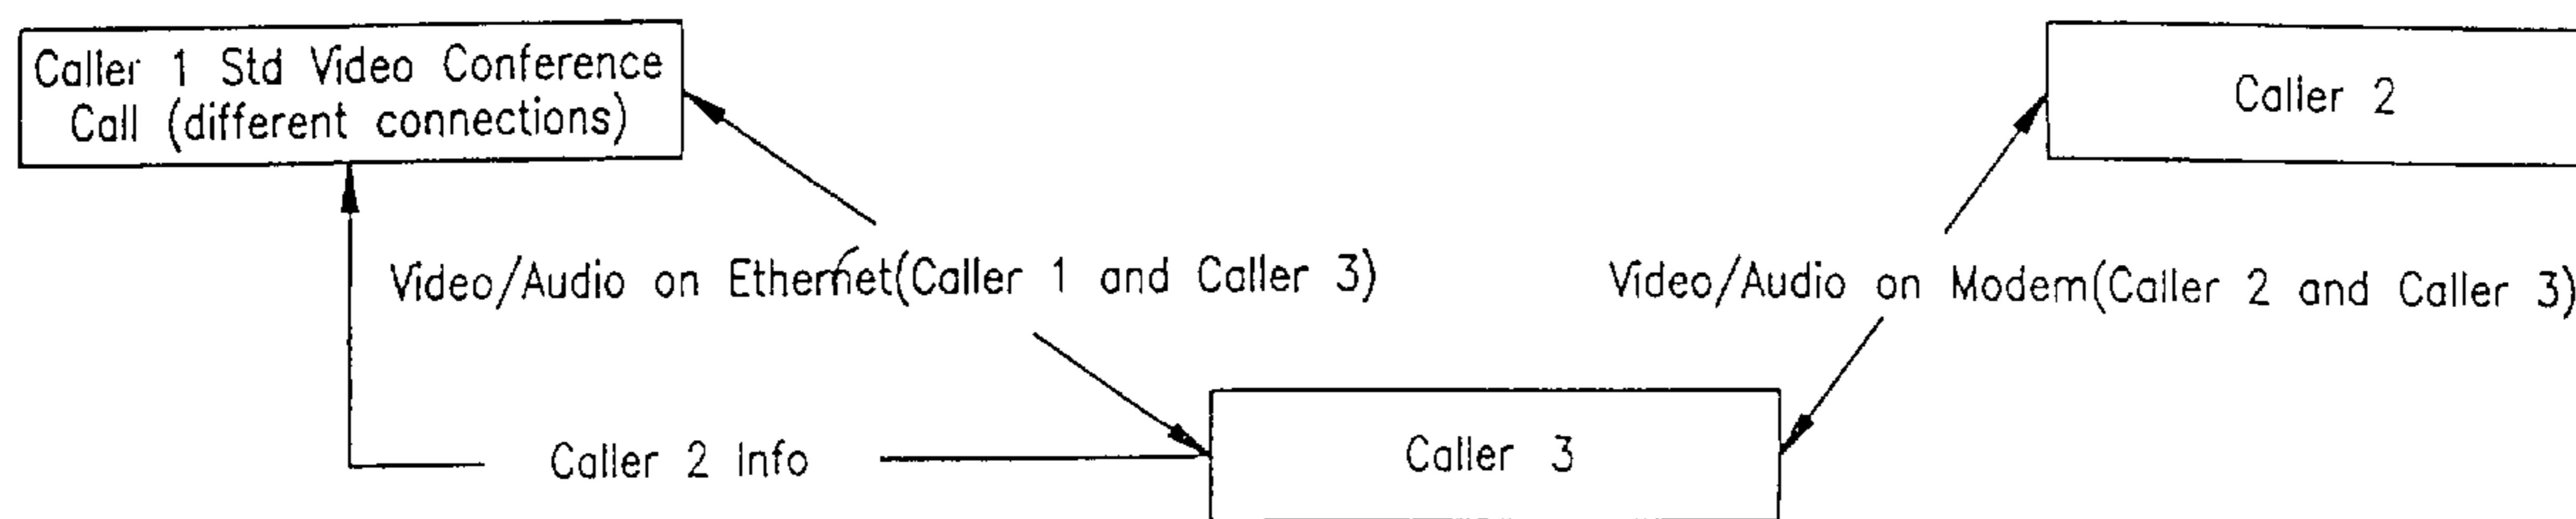 Caller 1 Std Video Conference
Call (different connections)
Caller 2
Video/Audio on Ethernet(Caller 1 and Caller 3)
Video/Audio on Modem(Caller 2 and Caller 3)
Caller 2 Info
Caller 3